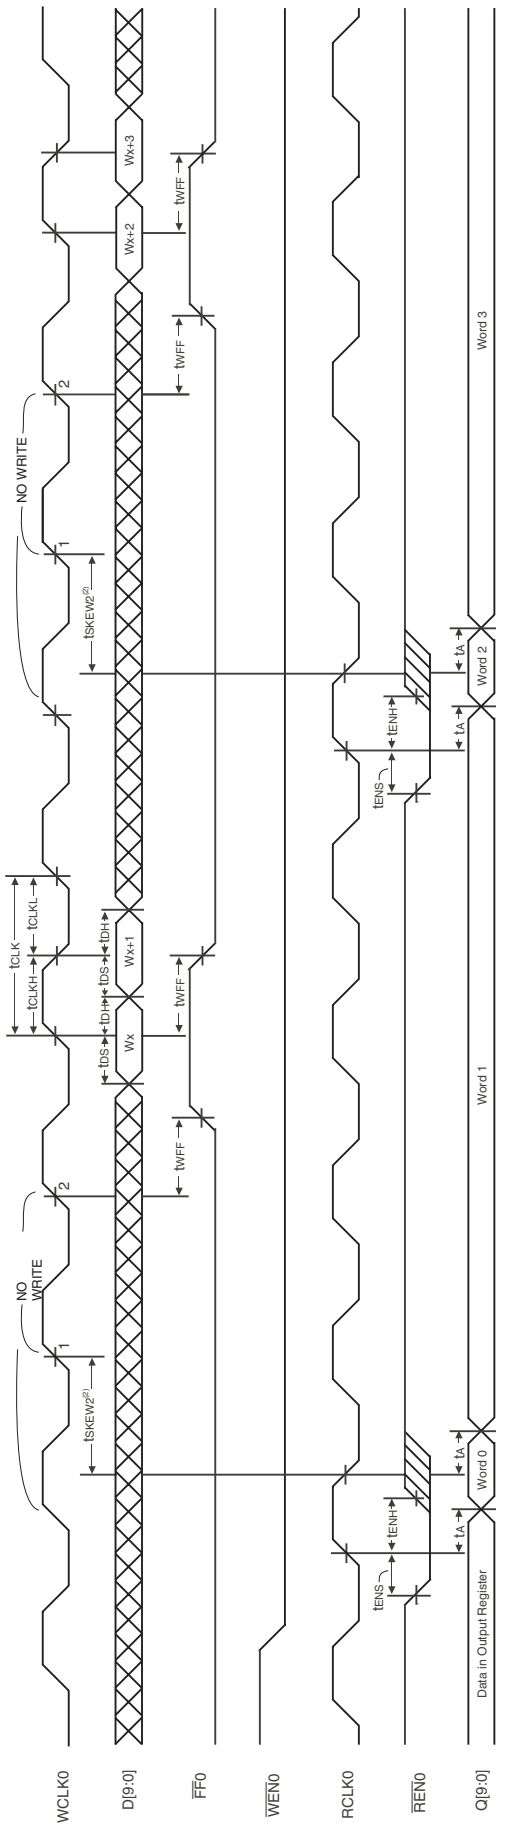 WCLK0
NO
WRITE
1
2
tCLK
tCLKH
tCLKL
NO WRITE
1
2
tSKEW2(2)
tSKEW2(2)
D[9:0]
tDS
tDH
tDS
tDH
Wx
Wx+1
Wx+2
Wx+3
FF0
tWFF
tWFF
tWFF
tWFF
WEN0
RCLK0
REN0
tENS
tENH
tENS
tENH
tA
tA
tA
tA
Q[9:0]
Data in Output Register
Word 0
Word 1
Word 2
Word 3